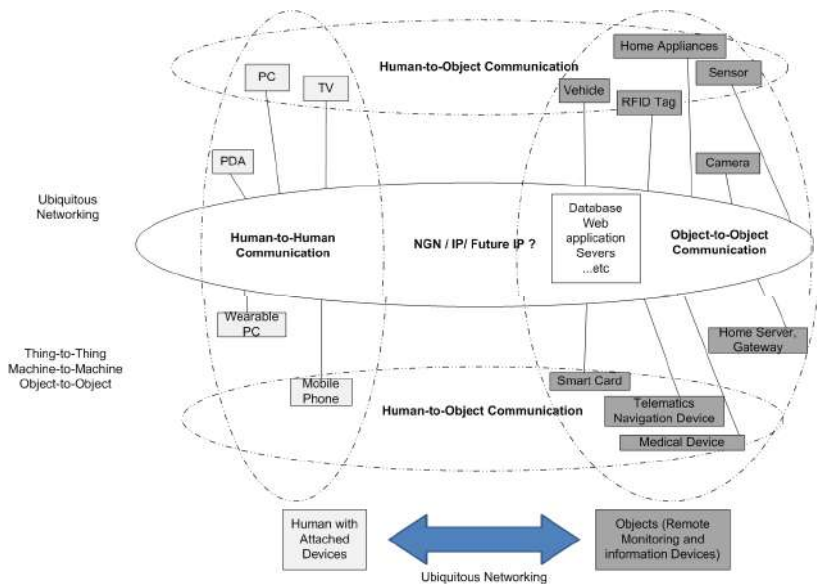 Home Appliances
Human-to-Object Communication
PC
Sensor
TV
Vehicle
RFID Tag
PDA
Camera
Ubiquitous
Networking
Human-to-Human
Communication
NGN / IP/ Future IP ?
Database
Web
application
Severs
...etc
Object-to-Object
Communication
Wearable
PC
Home Server,
Gateway
Thing-to-Thing
Machine-to-Machine
Object-to-Object
Mobile
Phone
Smart Card
Human-to-Object Communication
Telematics
Navigation Device
Medical Device
Human with
Attached
Devices
Objects (Remote
Monitoring and
information Devices)
Ubiquitous Networking